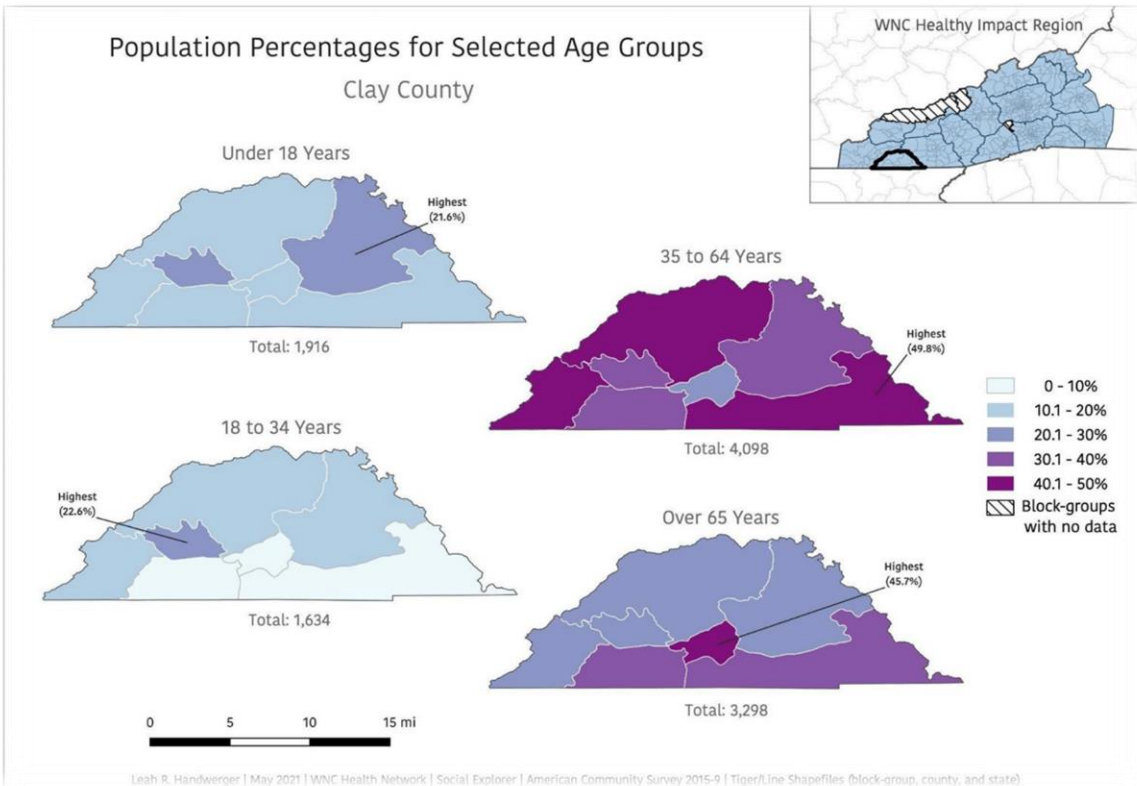 Population Percentages for Selected Age Groups
Clay County
WNC Healthy Impact Region
Under 18 Years
Highest
(21.6%)
Total: 1,916
35 to 64 Years
Highest
(49.8%)
Total: 4,098
18 to 34 Years
Highest
(22.6%)
Total: 1,634
Over 65 Years
Highest
(45.7%)
Total: 3,298
0 - 10%
10.1 - 20%
20.1 - 30%
30.1 - 40%
40.1 - 50%
Block-groups
with no data
0 5 10 15 mi
Leah R. Handwerger | May 2021 | WNC Health Network | Social Explorer | American Community Survey 2015-9 | Tiger/Line Shapefiles (block-group, county, and state)